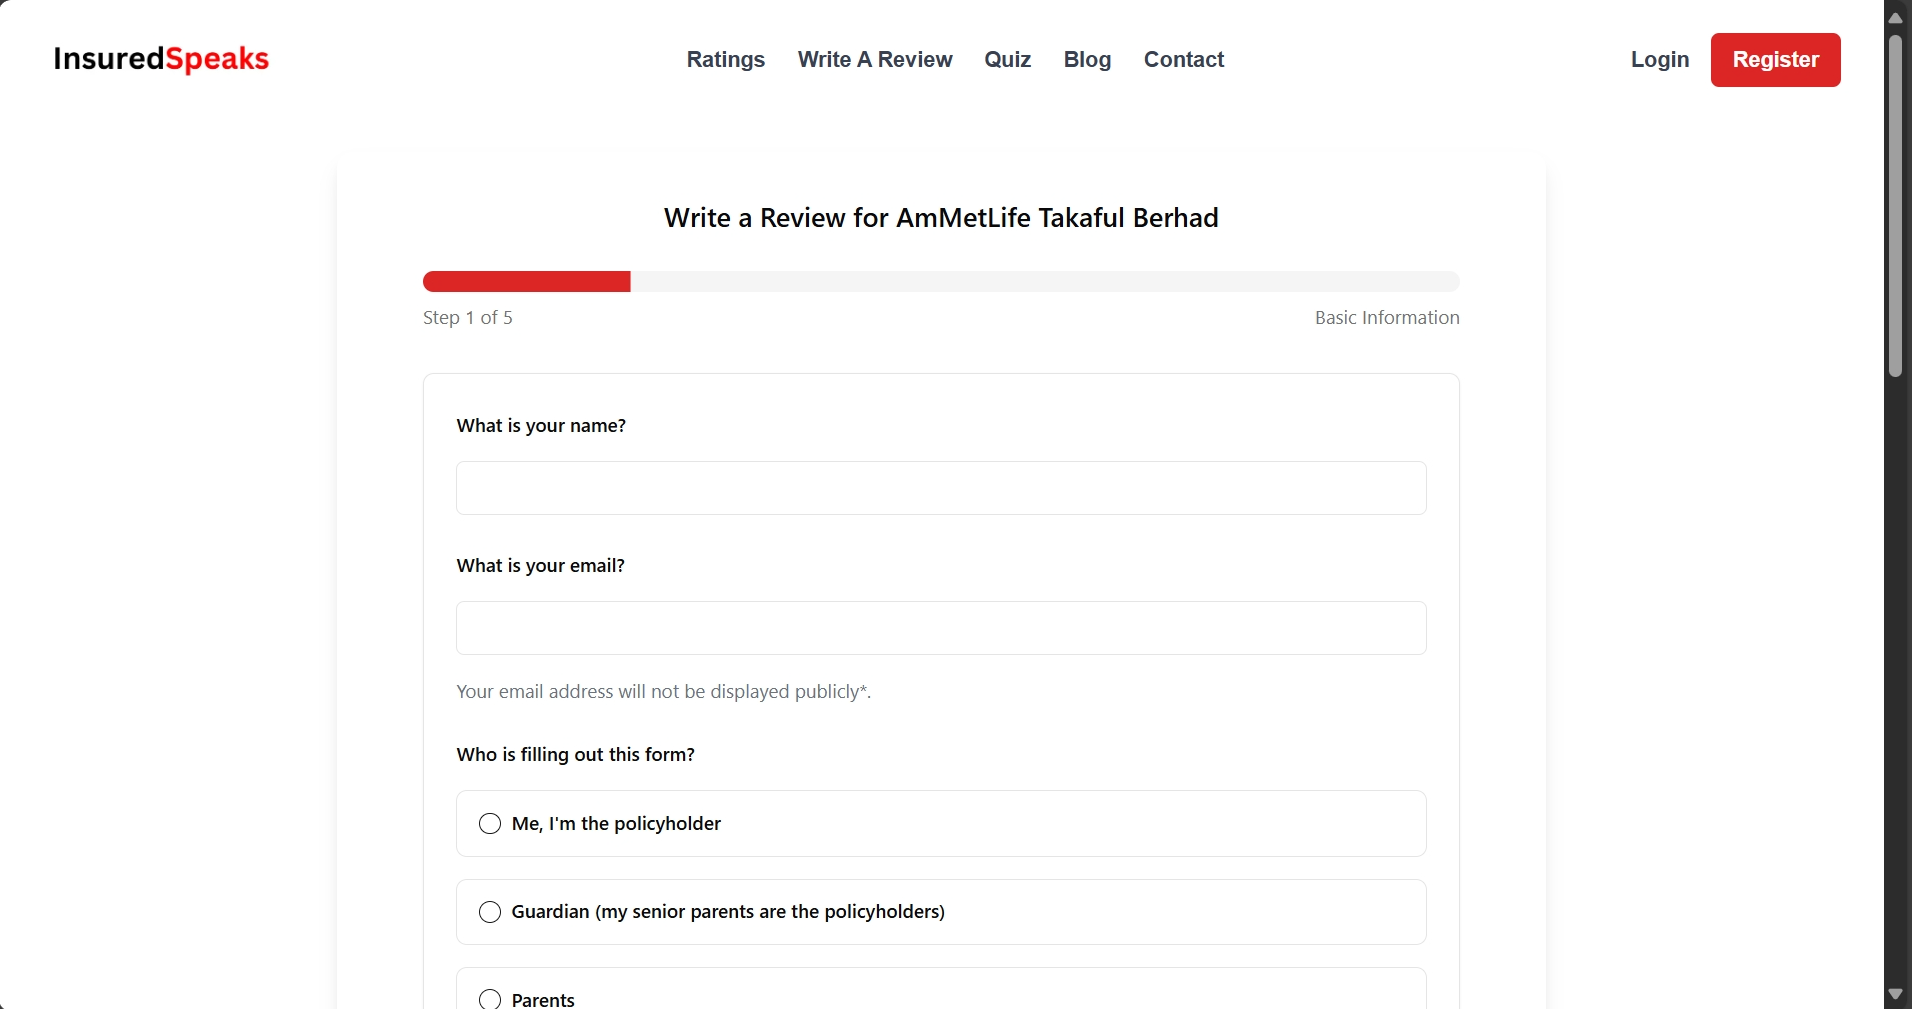 InsuredSpeaks
Ratings
Write A Review
Quiz
Blog
Contact
Login
Register
Write a Review for AmMetLife Takaful Berhad
Step 1 of 5
Basic Information
What is your name?
What is your email?
Your email address will not be displayed publicly*.
Who is filling out this form?
Me, I'm the policyholder
Guardian (my senior parents are the policyholders)
Parents